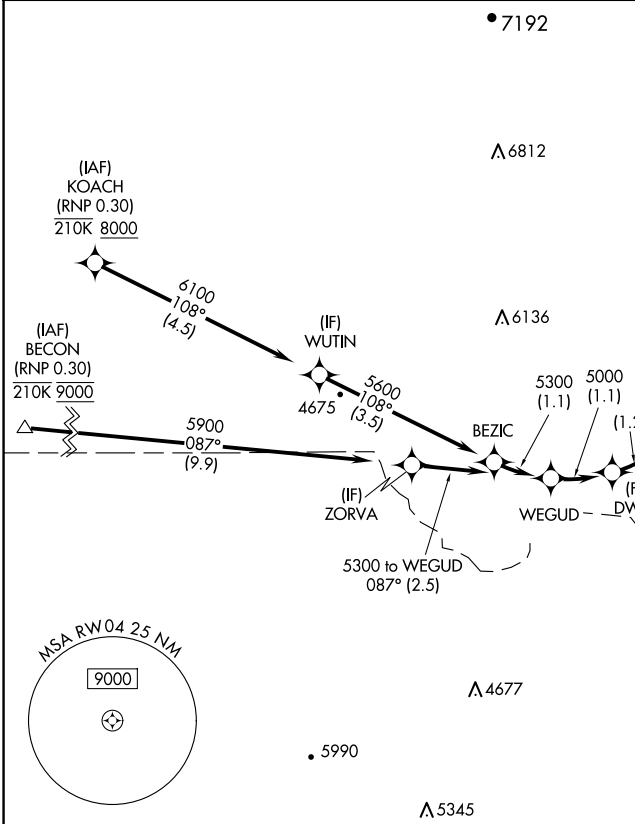 7192
6812
(IAF)
KOACH
(RNP 0.30)
210K 8000
6100
108°
(4.5)
6136
(IAF)
BECON
(RNP 0.30)
210K 9000
(IF)
WUTIN
4675
5600
108°
(3.5)
5300
(1.1)
5000
(1.1)
BEZIC
5900
087°
(9.9)
(IF)
ZORVA
WEGUD
5300 to WEGUD
087° (2.5)
MSA RW04 25 NM
9000
4677
5990
5345